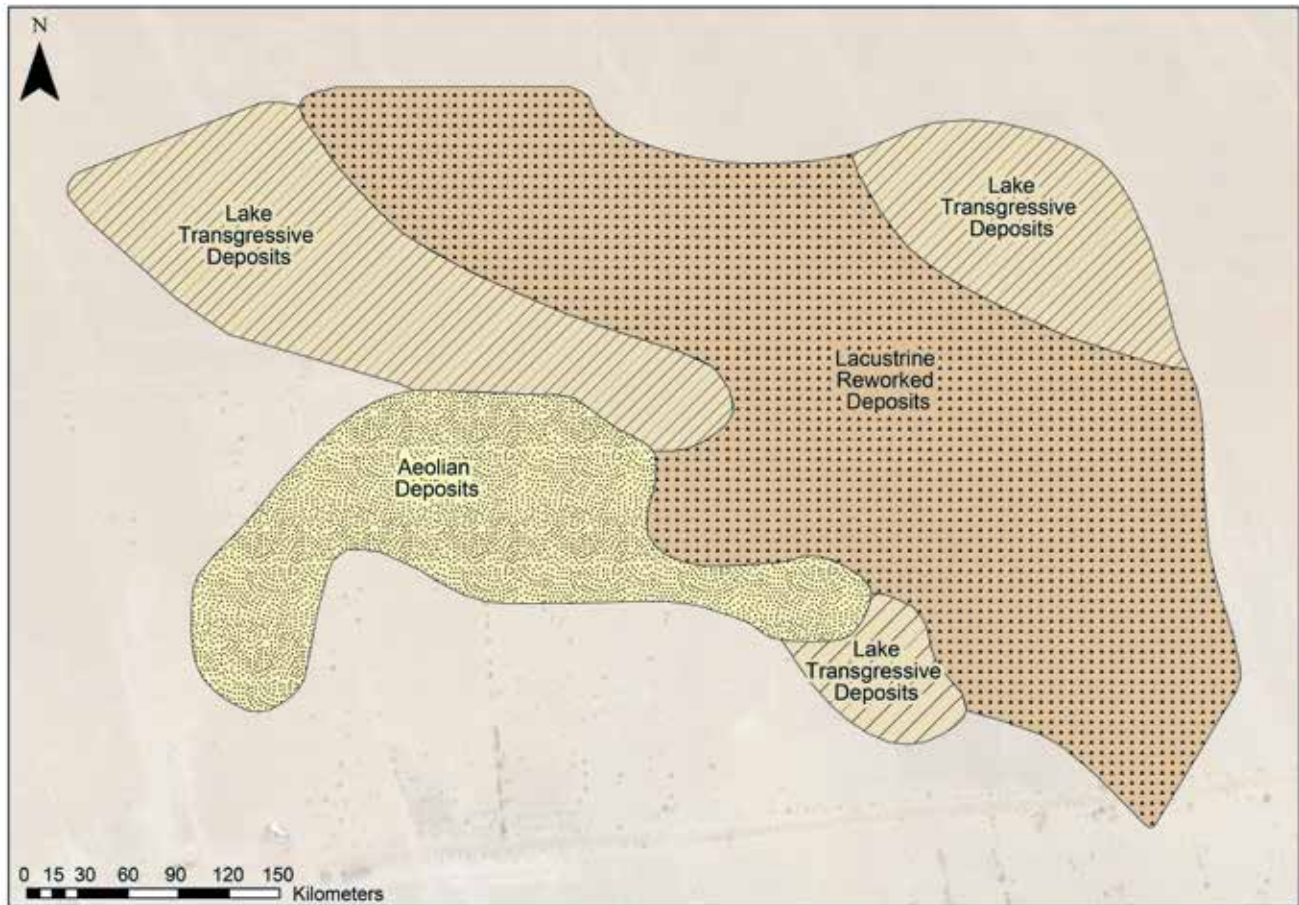 N
Lake
Transgressive
Deposits
Lake
Transgressive
Deposits
Lacustrine
Reworked
Deposits
Aeolian
Deposits
Lake
Transgressive
Deposits
0 15 30 60 90 120 150
Kilometers